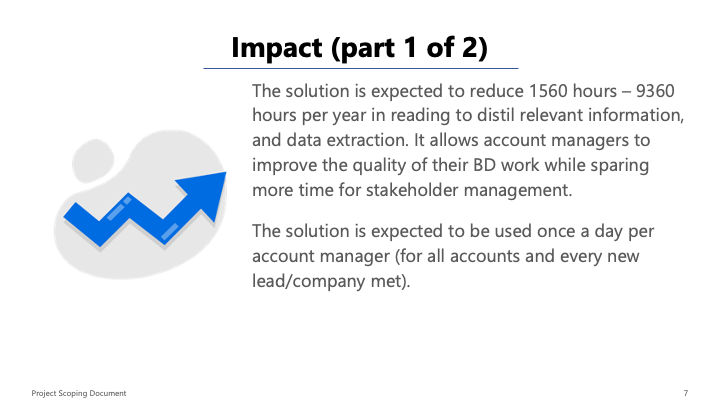 Impact (part 1 of 2)
The solution is expected to reduce 1560 hours – 9360
hours per year in reading to distil relevant information,
and data extraction. It allows account managers to
improve the quality of their BD work while sparing
more time for stakeholder management.
The solution is expected to be used once a day per
account manager (for all accounts and every new
lead/company met).
Project Scoping Document
7